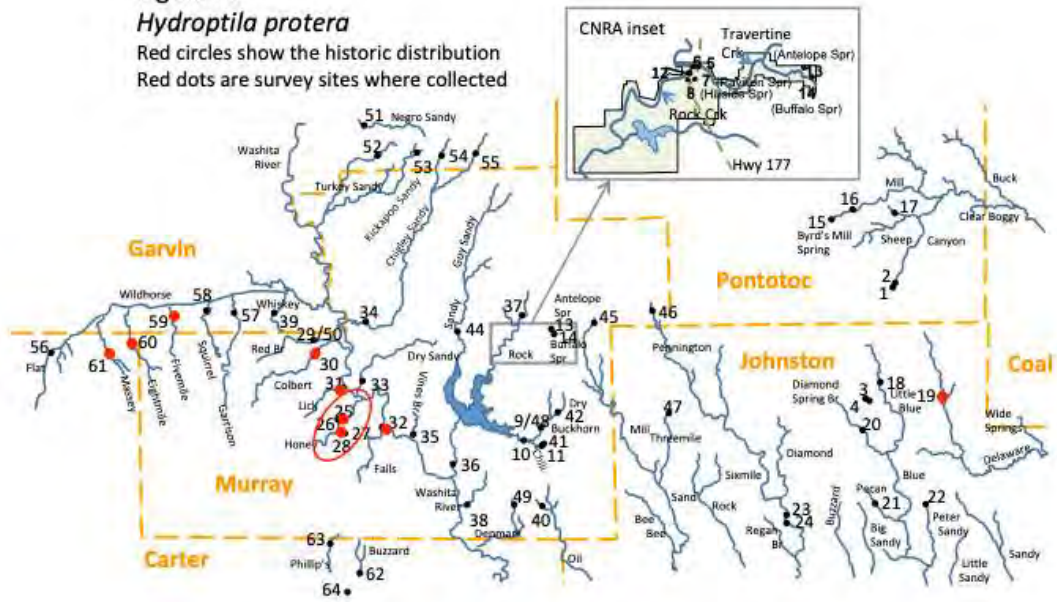 Hydroptila protera
Red circles show the historic distribution
Red dots are survey sites where collected
CNRA inset
Travertine
Crk
(Antelope Spr)
12
6
5
13
7
(Pavilion Spr)
8
(Hillside Spr)
14
(Buffalo Spr)
Rock Crk
Hwy 177
51
Negro Sandy
Washita
River
52
53
54
55
Turkey Sandy
Kickapoo Sandy
Chigley Sandy
Guy Sandy
Mill
Buck
16
17
15
Byrd's Mill
Spring
Clear Boggy
Sheep
Canyon
Garvin
Pontotoc
2
1
Wildhorse
58
Whiskey
59
57
39
34
Sandy
37
Antelope
Spr
13
14
Buffalo
Spr
45
46
29/50
44
56
60
Red Br
30
Rock
Pennington
Johnston
Coal
Flat
61
Squirrel
Colbert
Dry Sandy
Massey
Eightmile
Fivemile
Garrison
31
33
Vines Br
Lick
25
26
27
28
Honey
32
35
Falls
9/48
Dry
42
Buckhorn
41
10
11
47
Mill
Threemile
Diamond
Spring Br
3
4
18
Little
Blue
19
20
Wide
Springs
Delaware
Murray
36
Diamond
Sixmile
Blue
Washita
River
49
Sand
Rock
Pecan
21
22
38
40
Bee
Bee
23
24
Regan
Br
Buzzard
Big
Sandy
Peter
Sandy
Denman
Oil
Little
Sandy
Sandy
63
Carter
Buzzard
Phillip's
62
64